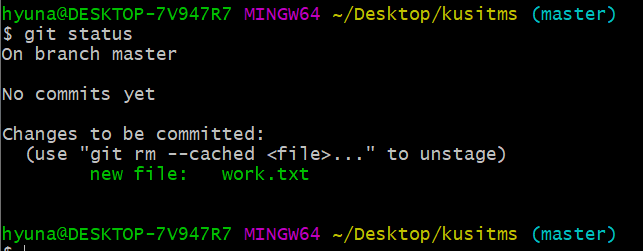 hyuna@DESKTOP-7V947R7 MINGW64 ~/Desktop/kusitms (master)
$ git status
On branch master
No commits yet
Changes to be committed:
(use "git rm --cached <file>..." to unstage)
new file: work.txt
hyuna@DESKTOP-7V947R7 MINGW64 ~/Desktop/kusitms (master)
$